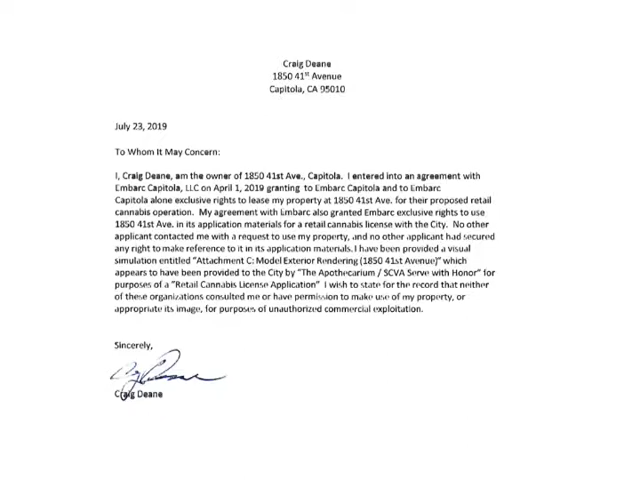 Craig Deane
1850 41st Avenue
Capitola, CA 95010
July 23, 2019
To Whom It May Concern:
I, Craig Deane, am the owner of 1850 41st Ave., Capitola. I entered into an agreement with
Embarc Capitola, LLC on April 1, 2019 granting to Embarc Capitola and to Embarc
Capitola alone exclusive rights to lease my property at 1850 41st Ave. for their proposed retail
cannabis operation. My agreement with Embarc also granted Embarc exclusive rights to use
1850 41st Ave. in its application materials for a retail cannabis license with the City. No other
applicant contacted me with a request to use my property, and no other applicant had secured
any right to make reference to it in its application materials. I have been provided a visual
simulation entitled "Attachment C: Model Exterior Rendering (1850 41st Avenue)" which
appears to have been provided to the City by "The Apothecarium / SCVA Serve with Honor" for
purposes of a "Retail Cannabis License Application" I wish to state for the record that neither
of these organizations consulted me or have permission to make use of my property, or
appropriate its image, for purposes of unauthorized commercial exploitation.
Sincerely,
Craig Deane